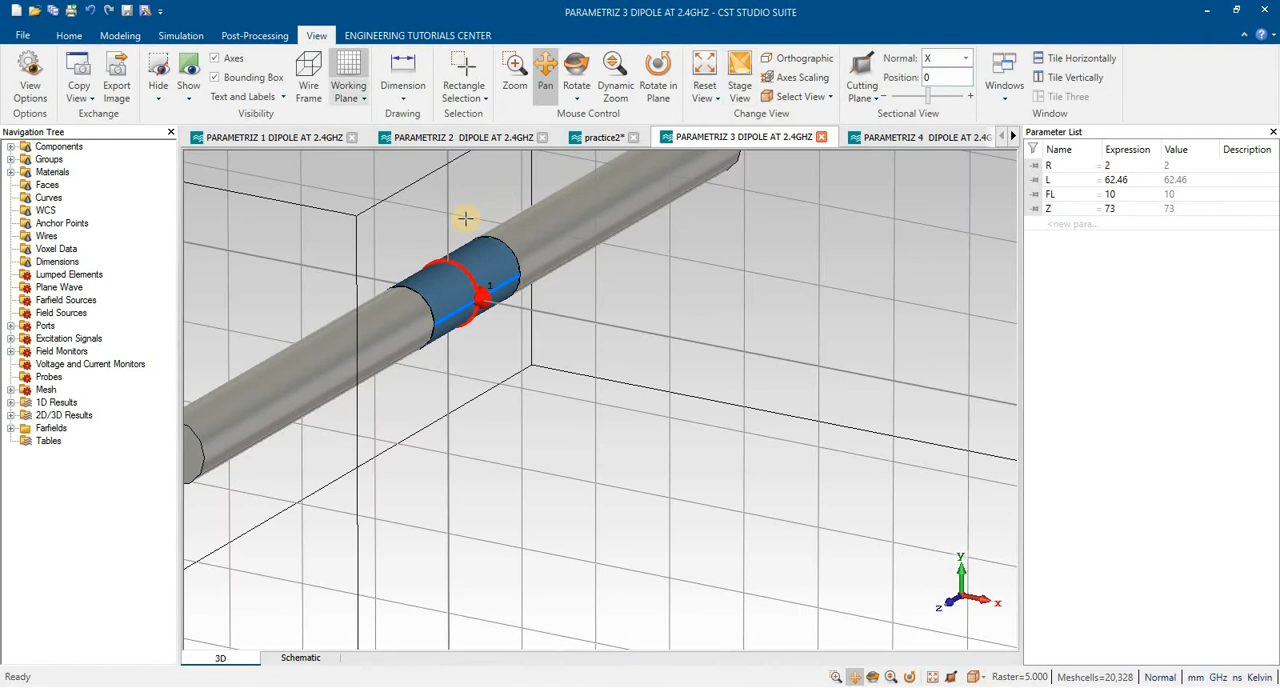 PARAMETRIZ 3 DIPOLE AT 2.4GHZ - CST STUDIO SUITE
File Home Modeling Simulation Post-Processing View ENGINEERING TUTORIALS CENTER
View Options
Copy View
Export Image
Exchange
Hide
Show
Axes
Bounding Box
Text and Labels
Visibility
Wire Frame
Working Plane
Dimension
Drawing
Rectangle Selection
Selection
Zoom
Pan
Rotate
Dynamic Zoom
Rotate in Plane
Mouse Control
Reset View
Stage View
Orthographic
Axes Scaling
Select View
Change View
Cutting Plane
Normal: X
Position: 0
Sectional View
Windows
Tile Horizontally
Tile Vertically
Tile Three
Window
Navigation Tree
Components
Groups
Materials
Faces
Curves
WCS
Anchor Points
Wires
Voxel Data
Dimensions
Lumped Elements
Plane Wave
Farfield Sources
Field Sources
Ports
Excitation Signals
Field Monitors
Voltage and Current Monitors
Probes
Mesh
1D Results
2D/3D Results
Farfields
Tables
PARAMETRIZ 1 DIPOLE AT 2.4GHZ PARAMETRIZ 2 DIPOLE AT 2.4GHZ practice2* PARAMETRIZ 3 DIPOLE AT 2.4GHZ PARAMETRIZ 4 DIPOLE AT 2.4G
1
y
x
z
3D Schematic
Parameter List
Name Expression Value Description
R = 2 2
L = 62.46 62.46
FL = 10 10
Z = 73 73
<new para...
Ready
Raster=5.000 Meshcells=20,328 Normal mm GHz ns Kelvin